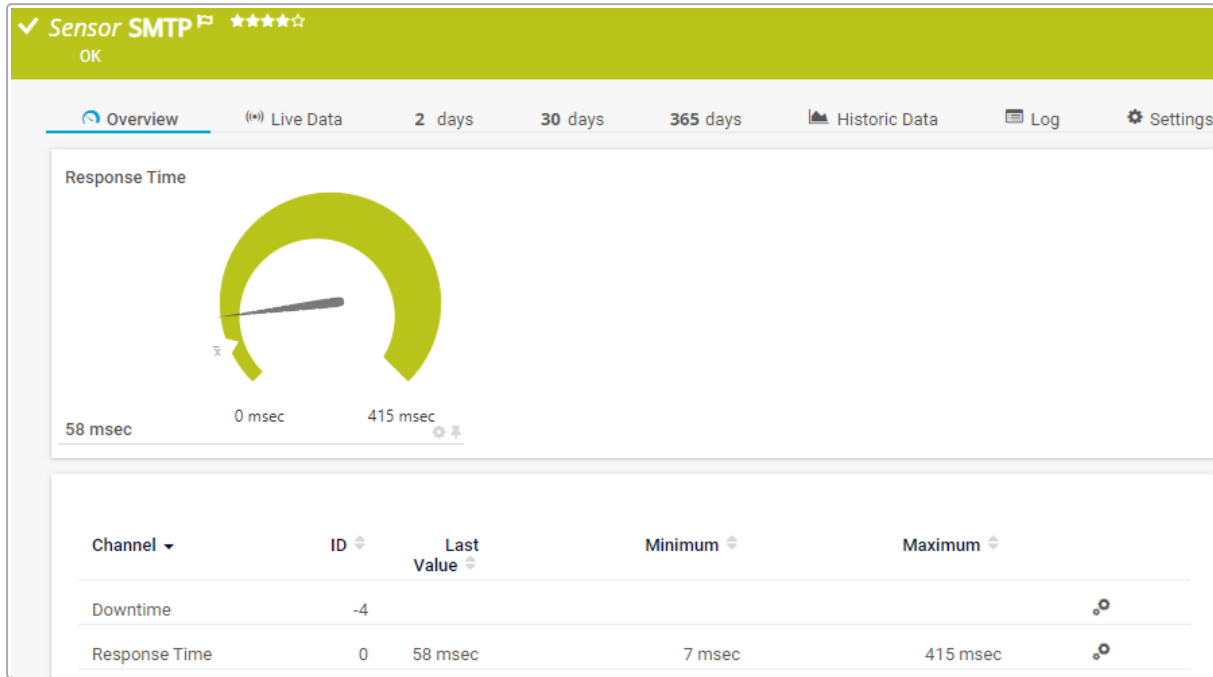 Sensor SMTP
OK
Overview Live Data 2 days 30 days 365 days Historic Data Log Settings
Response Time
x̄
0 msec 415 msec
58 msec
Channel ID Last Value Minimum Maximum
Downtime -4
Response Time 0 58 msec 7 msec 415 msec